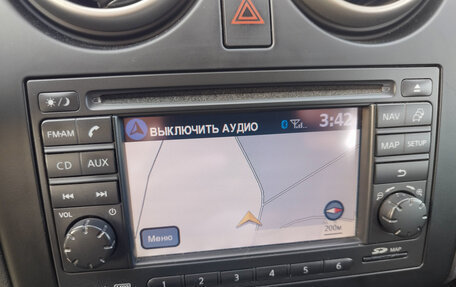 ВЫКЛЮЧИТЬ АУДИО 3:42
FM·AM
NAV
CD AUX
MAP SETUP
VOL
Меню
200м
SD MAP
1 2 3 4 5 6